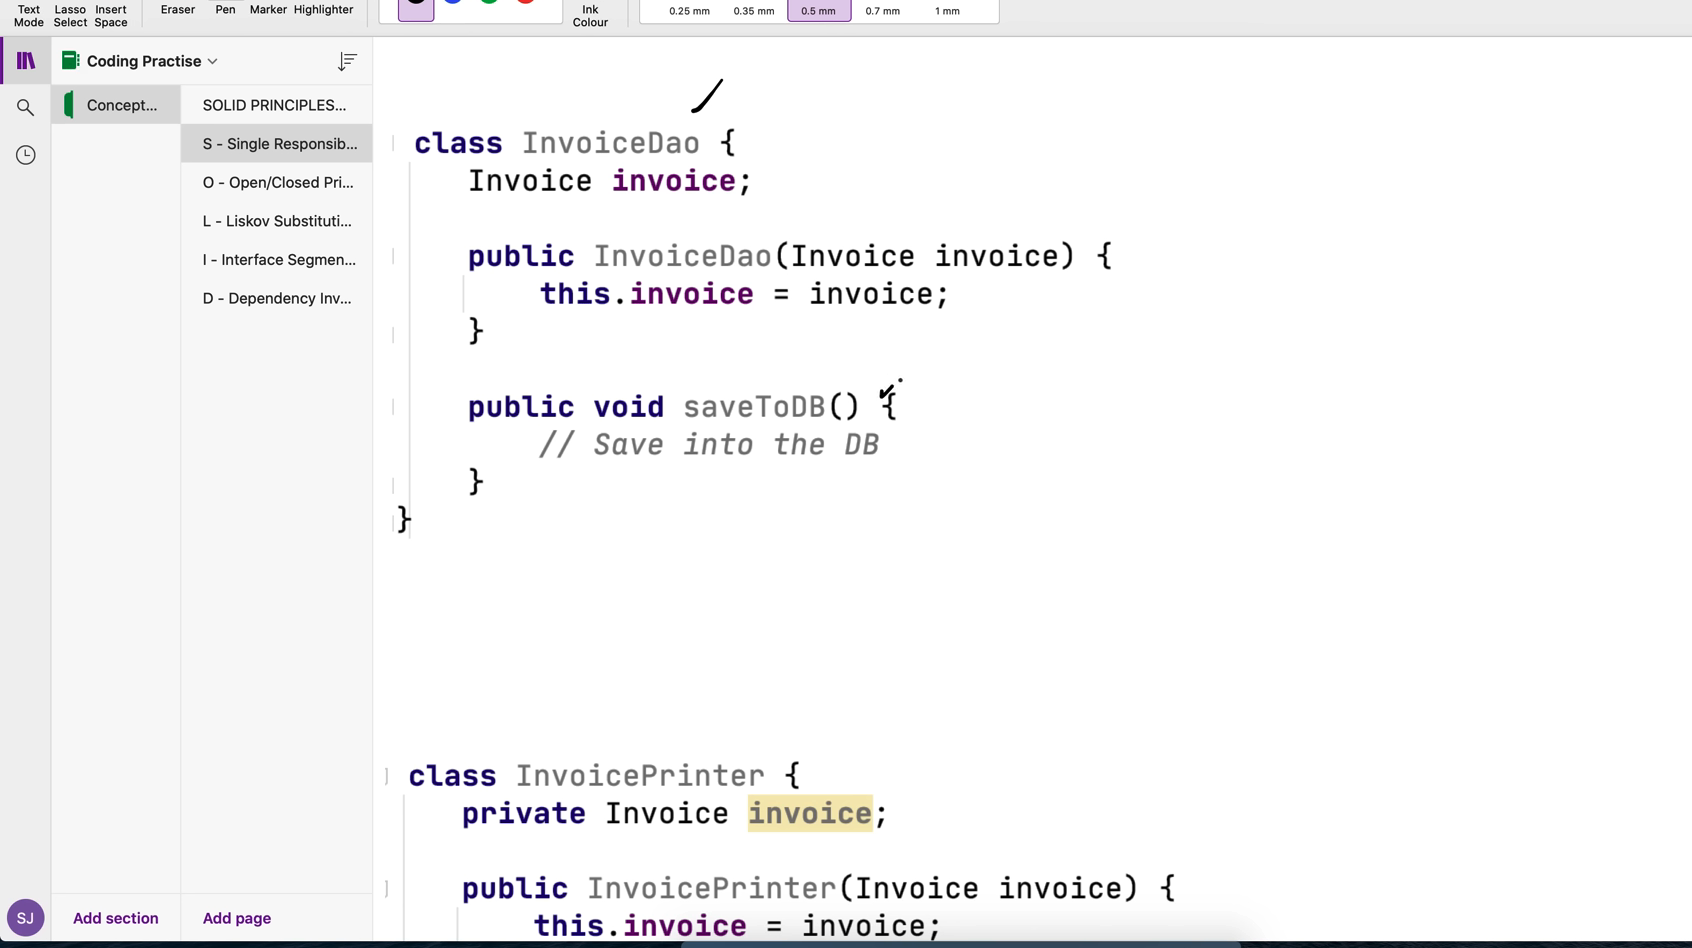 Text
Mode
Lasso
Select
Insert
Space
Eraser
Pen
Marker
Highlighter
Ink
Colour
0.25 mm
0.35 mm
0.5 mm
0.7 mm
1 mm
Coding Practise
Concept...
SOLID PRINCIPLES...
S - Single Responsib...
O - Open/Closed Pri...
L - Liskov Substituti...
I - Interface Segmen...
D - Dependency Inv...
SJ
Add section
Add page
class InvoiceDao {
Invoice invoice;
public InvoiceDao(Invoice invoice) {
this.invoice = invoice;
}
public void saveToDB() {
// Save into the DB
}
}
class InvoicePrinter {
private Invoice invoice;
public InvoicePrinter(Invoice invoice) {
this.invoice = invoice;